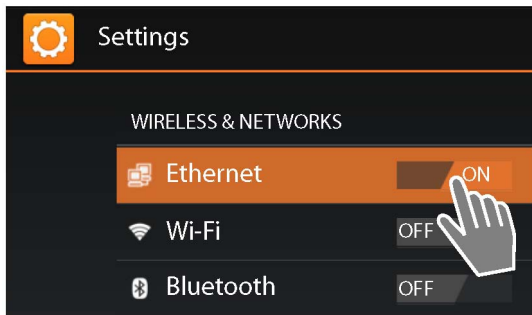 Settings
WIRELESS & NETWORKS
Ethernet ON
Wi-Fi OFF
Bluetooth OFF